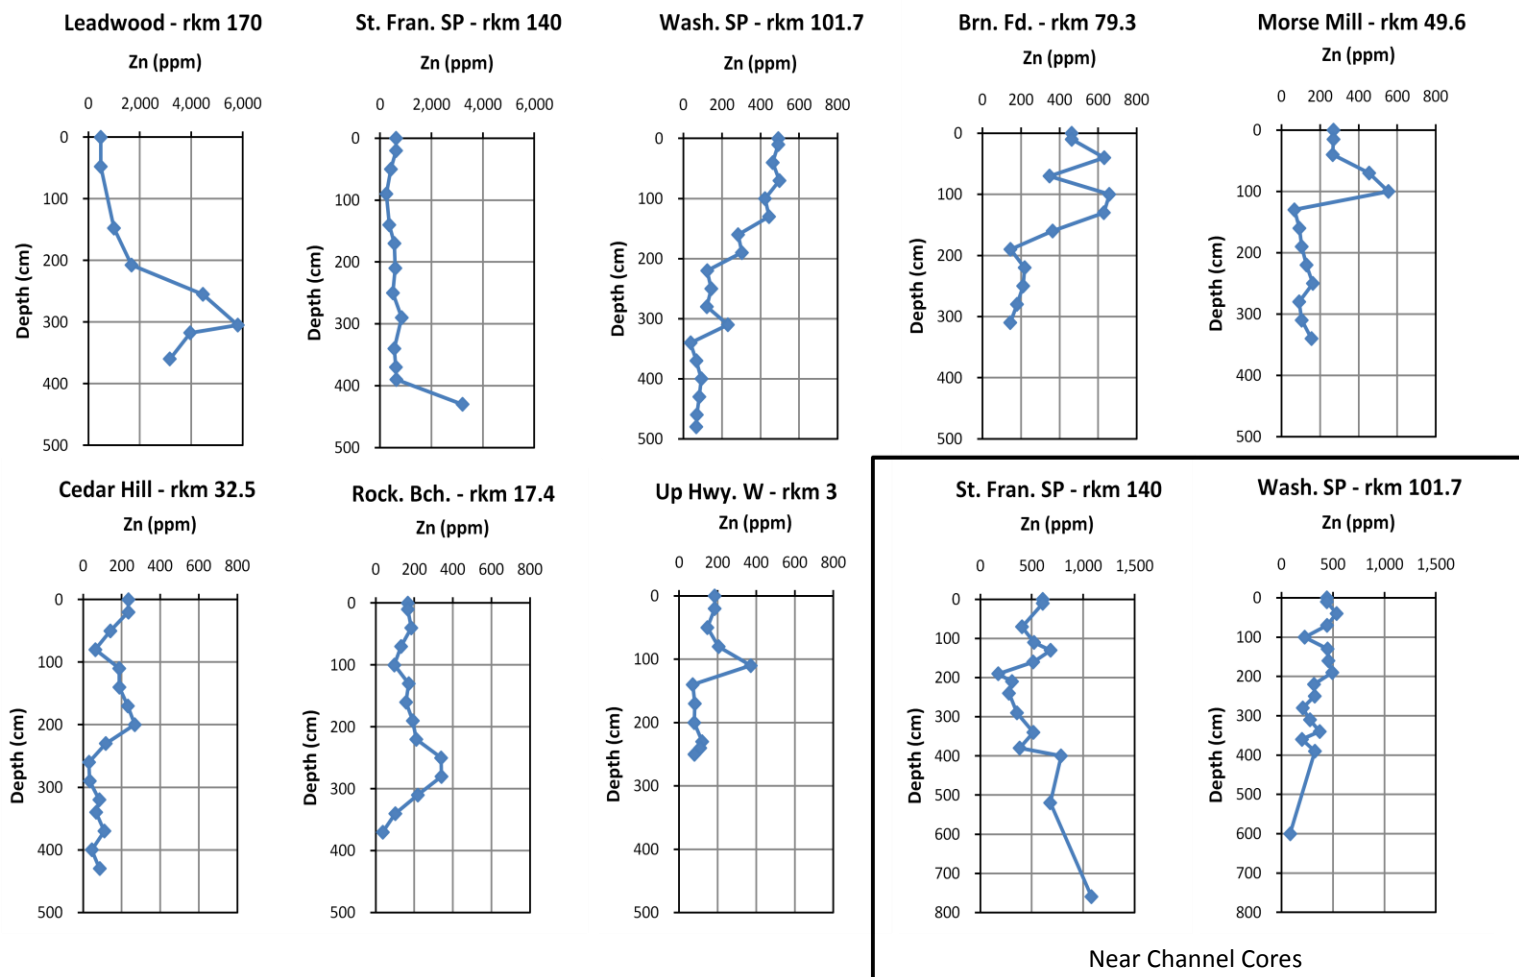 Leadwood - rkm 170
Zn (ppm)
0 2,000 4,000 6,000
Depth (cm)
0
100
200
300
400
500
St. Fran. SP - rkm 140
Zn (ppm)
0 2,000 4,000 6,000
Depth (cm)
0
100
200
300
400
500
Wash. SP - rkm 101.7
Zn (ppm)
0 200 400 600 800
Depth (cm)
0
100
200
300
400
500
Brn. Fd. - rkm 79.3
Zn (ppm)
0 200 400 600 800
Depth (cm)
0
100
200
300
400
500
Morse Mill - rkm 49.6
Zn (ppm)
0 200 400 600 800
Depth (cm)
0
100
200
300
400
500
Cedar Hill - rkm 32.5
Zn (ppm)
0 200 400 600 800
Depth (cm)
0
100
200
300
400
500
Rock. Bch. - rkm 17.4
Zn (ppm)
0 200 400 600 800
Depth (cm)
0
100
200
300
400
500
Up Hwy. W - rkm 3
Zn (ppm)
0 200 400 600 800
Depth (cm)
0
100
200
300
400
500
St. Fran. SP - rkm 140
Zn (ppm)
0 500 1,000 1,500
Depth (cm)
0
100
200
300
400
500
600
700
800
Wash. SP - rkm 101.7
Zn (ppm)
0 500 1,000 1,500
Depth (cm)
0
100
200
300
400
500
600
700
800
Near Channel Cores